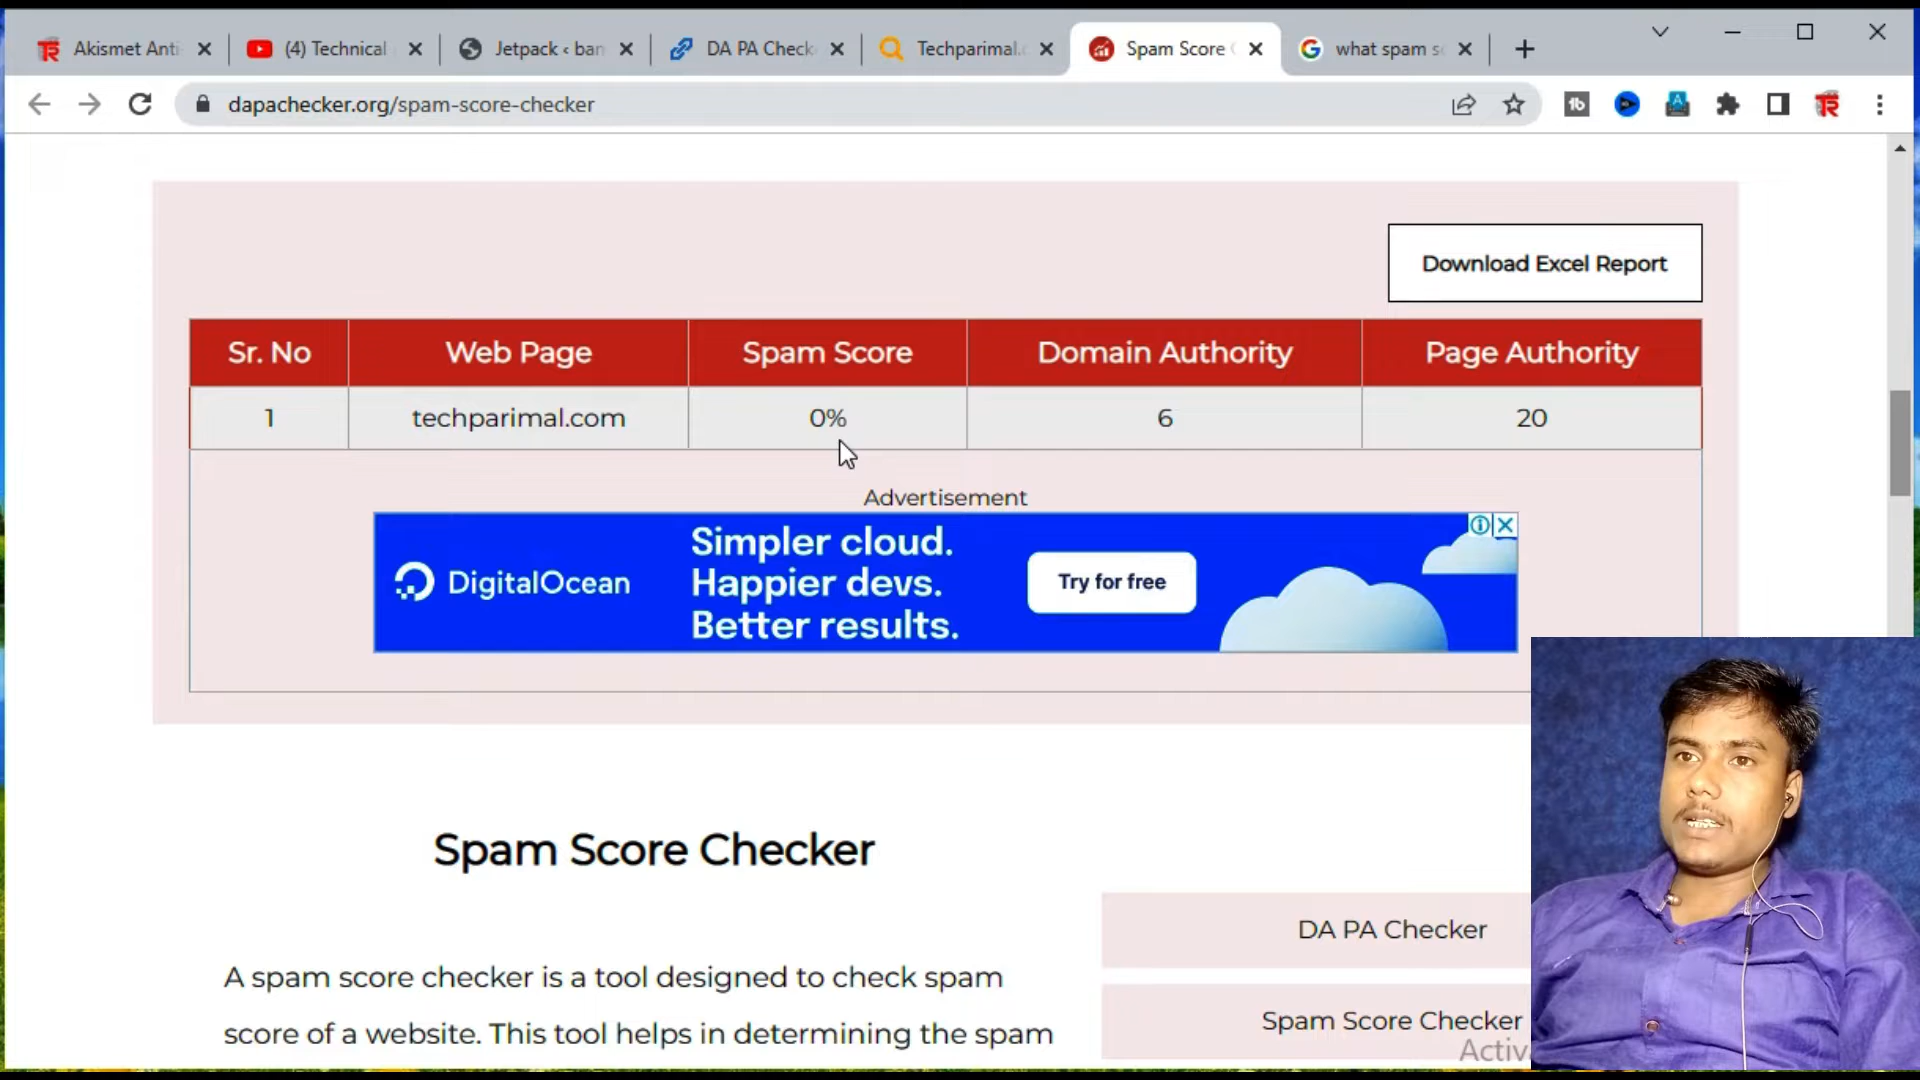 Akismet Anti-
(4) Technical
Jetpack ‹ ban
DA PA Check
Techparimal.c
Spam Score C
what spam sc
dapachecker.org/spam-score-checker
Download Excel Report
Sr. No Web Page Spam Score Domain Authority Page Authority
1 techparimal.com 0% 6 20
Advertisement
DigitalOcean
Simpler cloud.
Happier devs.
Better results.
Try for free
Spam Score Checker
A spam score checker is a tool designed to check spam
score of a website. This tool helps in determining the spam
DA PA Checker
Spam Score Checker
Activ